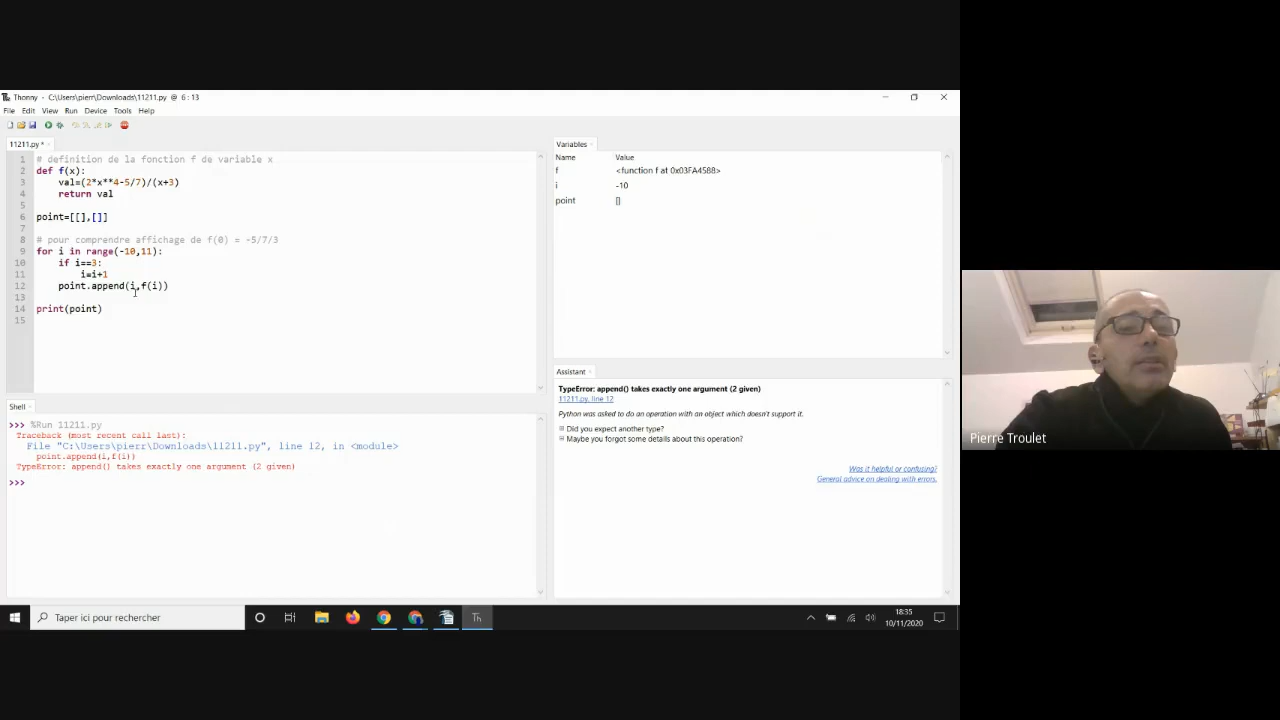 Thonny - C:\Users\pierr\Downloads\11211.py @ 6 : 13
File Edit View Run Device Tools Help
11211.py *
1 # definition de la fonction f de variable x
2 def f(x):
3 val=(2*x**4-5/7)/(x+3)
4 return val
5
6 point=[[],[]]
7
8 # pour comprendre affichage de f(0) = -5/7/3
9 for i in range(-10,11):
10 if i==3:
11 i=i+1
12 point.append(i,f(i))
13
14 print(point)
15
Shell
>>> %Run 11211.py
Traceback (most recent call last):
File "C:\Users\pierr\Downloads\11211.py", line 12, in <module>
point.append(i,f(i))
TypeError: append() takes exactly one argument (2 given)
>>>
Variables
Name Value
f <function f at 0x03FA4588>
i -10
point []
Assistant
TypeError: append() takes exactly one argument (2 given)
11211.py, line 12
Python was asked to do an operation with an object which doesn't support it.
Did you expect another type?
Maybe you forgot some details about this operation?
Was it helpful or confusing?
General advice on dealing with errors.
Taper ici pour rechercher
Th
18:35
10/11/2020
Pierre Troulet